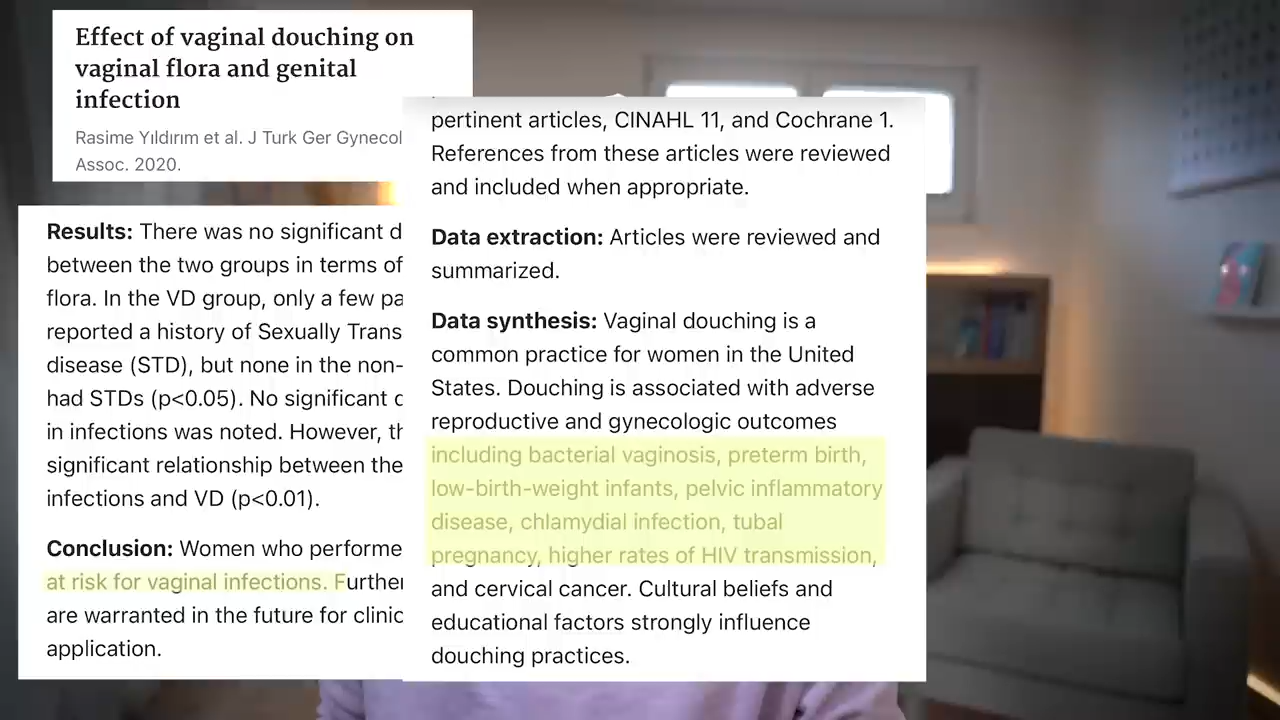 Effect of vaginal douching on
vaginal flora and genital
infection
Rasime Yıldırım et al. J Turk Ger Gynecol
Assoc. 2020.
Results: There was no significant d
between the two groups in terms of
flora. In the VD group, only a few pa
reported a history of Sexually Trans
disease (STD), but none in the non-
had STDs (p<0.05). No significant
in infections was noted. However, th
significant relationship between the
infections and VD (p<0.01).
Conclusion: Women who performe
at risk for vaginal infections. Further
are warranted in the future for clinic
application.
pertinent articles, CINAHL 11, and Cochrane 1.
References from these articles were reviewed
and included when appropriate.
Data extraction: Articles were reviewed and
summarized.
Data synthesis: Vaginal douching is a
common practice for women in the United
States. Douching is associated with adverse
reproductive and gynecologic outcomes
including bacterial vaginosis, preterm birth,
low-birth-weight infants, pelvic inflammatory
disease, chlamydial infection, tubal
pregnancy, higher rates of HIV transmission,
and cervical cancer. Cultural beliefs and
educational factors strongly influence
douching practices.